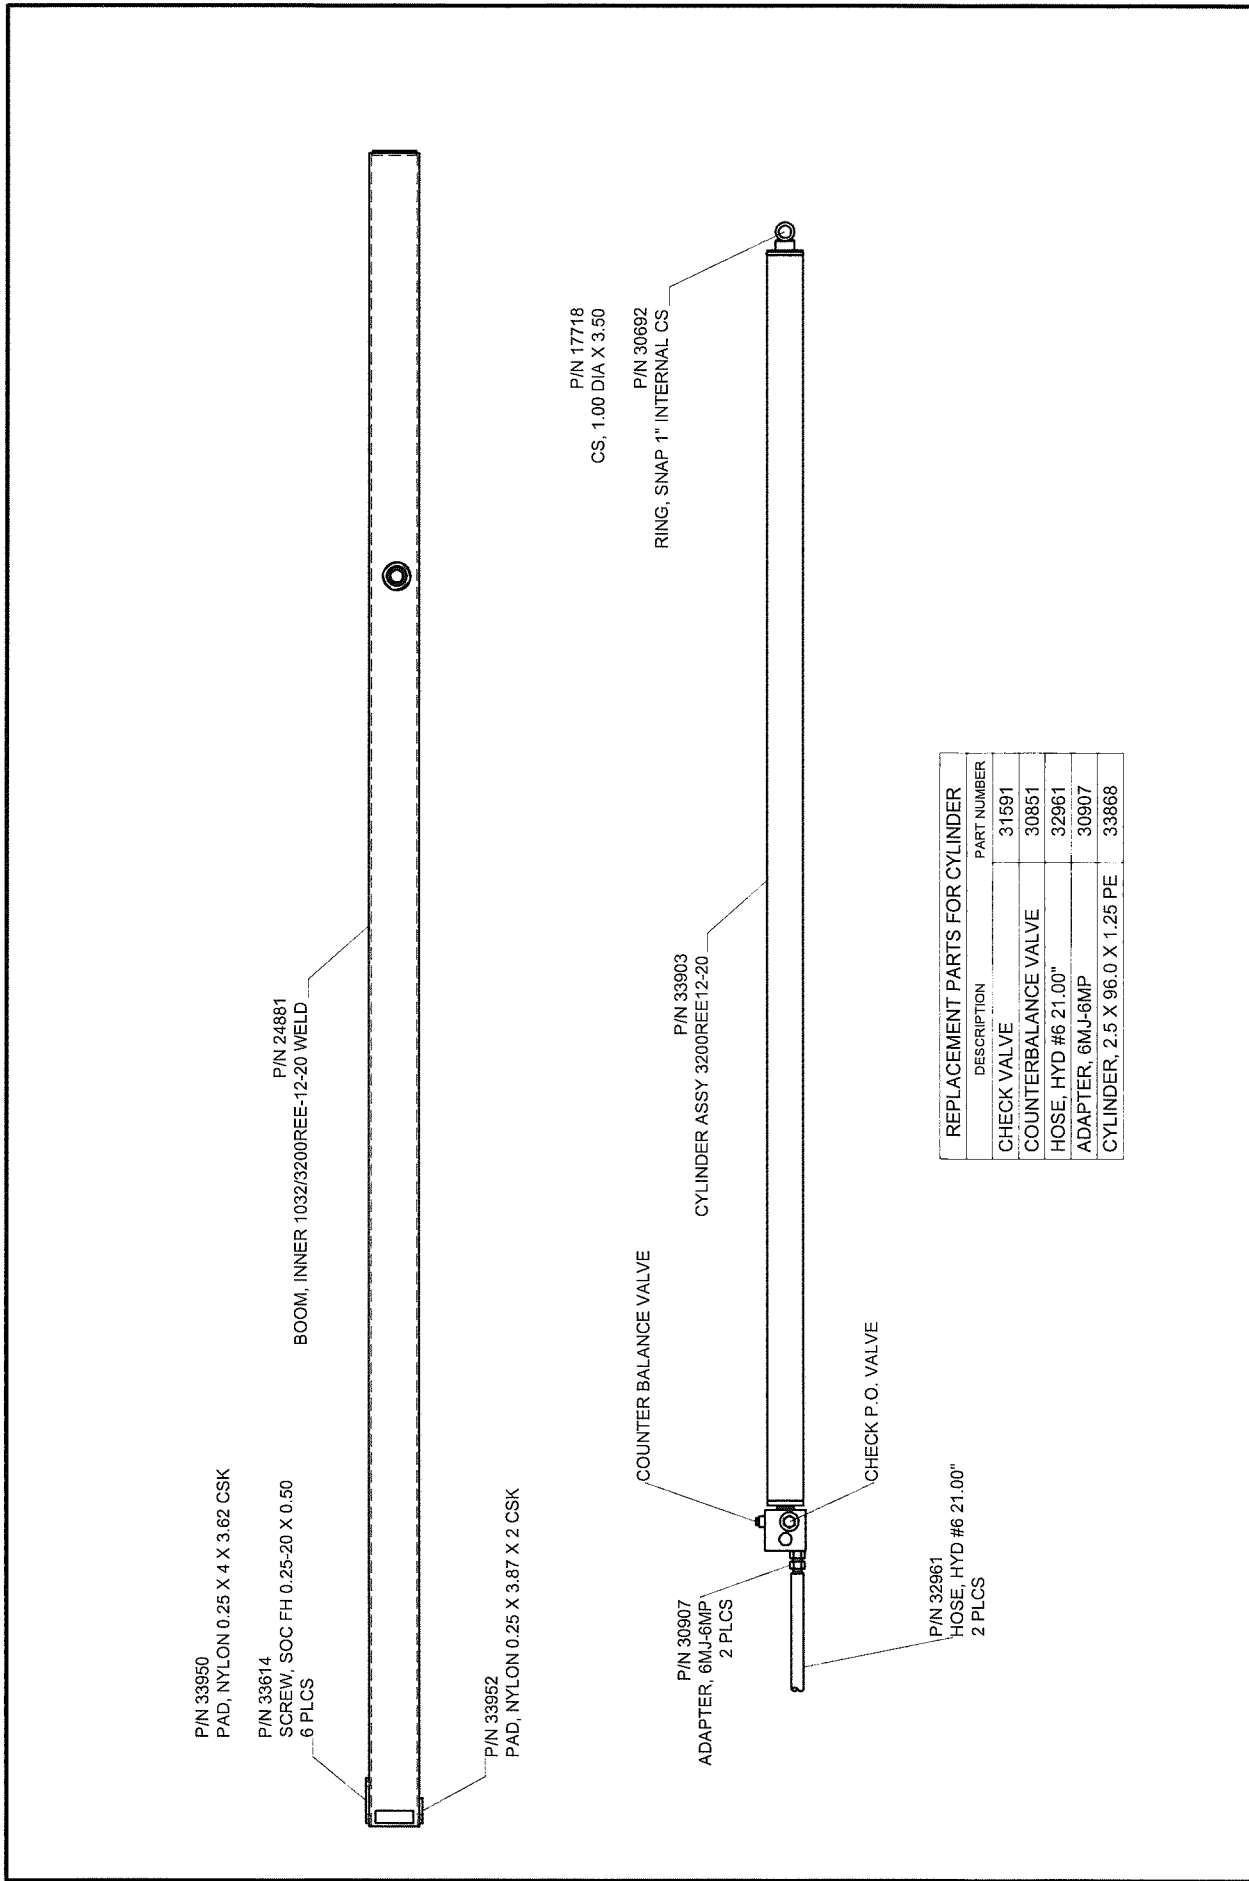 P/N 33950
PAD, NYLON 0.25 X 4 X 3.62 CSK
P/N 33614
SCREW, SOC FH 0.25-20 X 0.50
6 PLCS
P/N 33952
PAD, NYLON 0.25 X 3.87 X 2 CSK
P/N 24881
BOOM, INNER 1032/3200REE-12-20 WELD
P/N 17718
CS, 1.00 DIA X 3.50
P/N 30692
RING, SNAP 1" INTERNAL CS
COUNTER BALANCE VALVE
P/N 33903
CYLINDER ASSY 3200REE12-20
P/N 30907
ADAPTER, 6MJ-6MP
2 PLCS
CHECK P.O. VALVE
P/N 32961
HOSE, HYD #6 21.00"
2 PLCS
REPLACEMENT PARTS FOR CYLINDER
DESCRIPTION PART NUMBER
CHECK VALVE 31591
COUNTERBALANCE VALVE 30851
HOSE, HYD #6 21.00" 32961
ADAPTER, 6MJ-6MP 30907
CYLINDER, 2.5 X 96.0 X 1.25 PE 33868